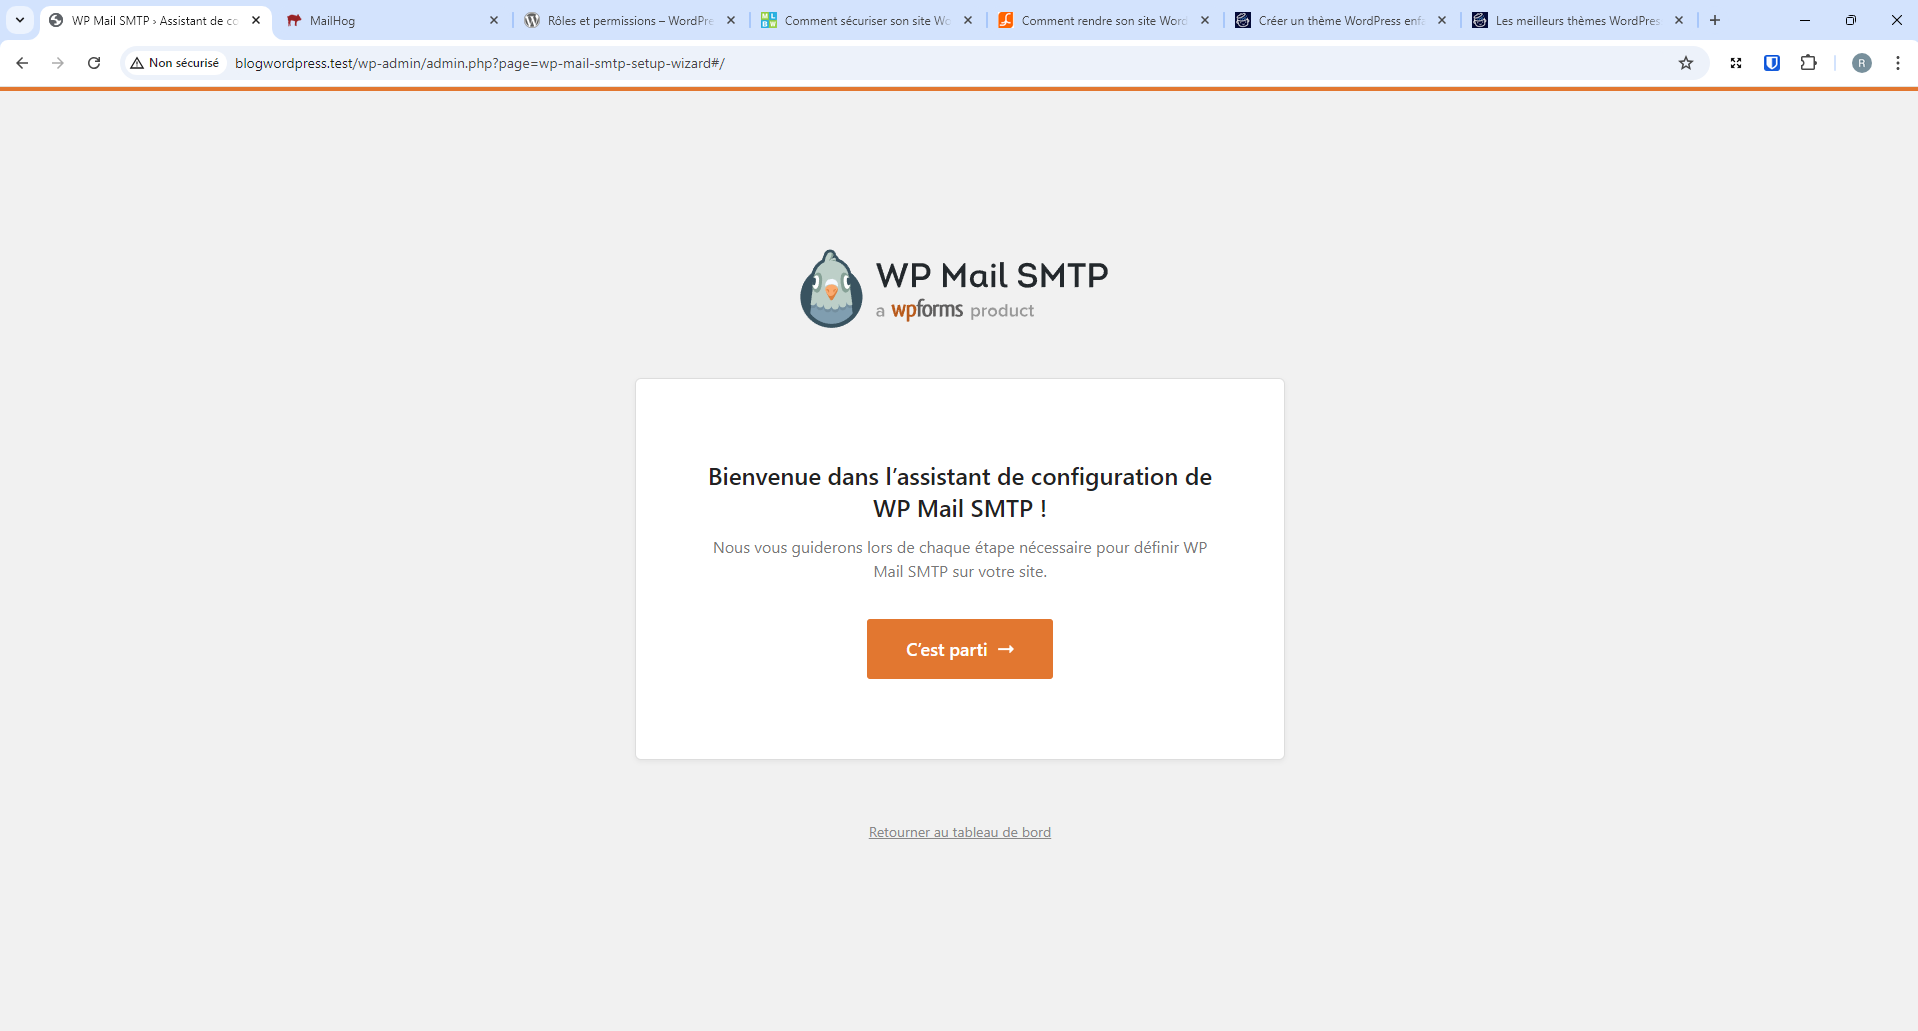 WP Mail SMTP › Assistant de co
MailHog
Rôles et permissions – WordPre
Comment sécuriser son site Wo
Comment rendre son site Word
Créer un thème WordPress enfa
Les meilleurs thèmes WordPress
Non sécurisé
blogwordpress.test/wp-admin/admin.php?page=wp-mail-smtp-setup-wizard#/
R
WP Mail SMTP
a wpforms product
Bienvenue dans l’assistant de configuration de
WP Mail SMTP !
Nous vous guiderons lors de chaque étape nécessaire pour définir WP
Mail SMTP sur votre site.
C’est parti →
Retourner au tableau de bord